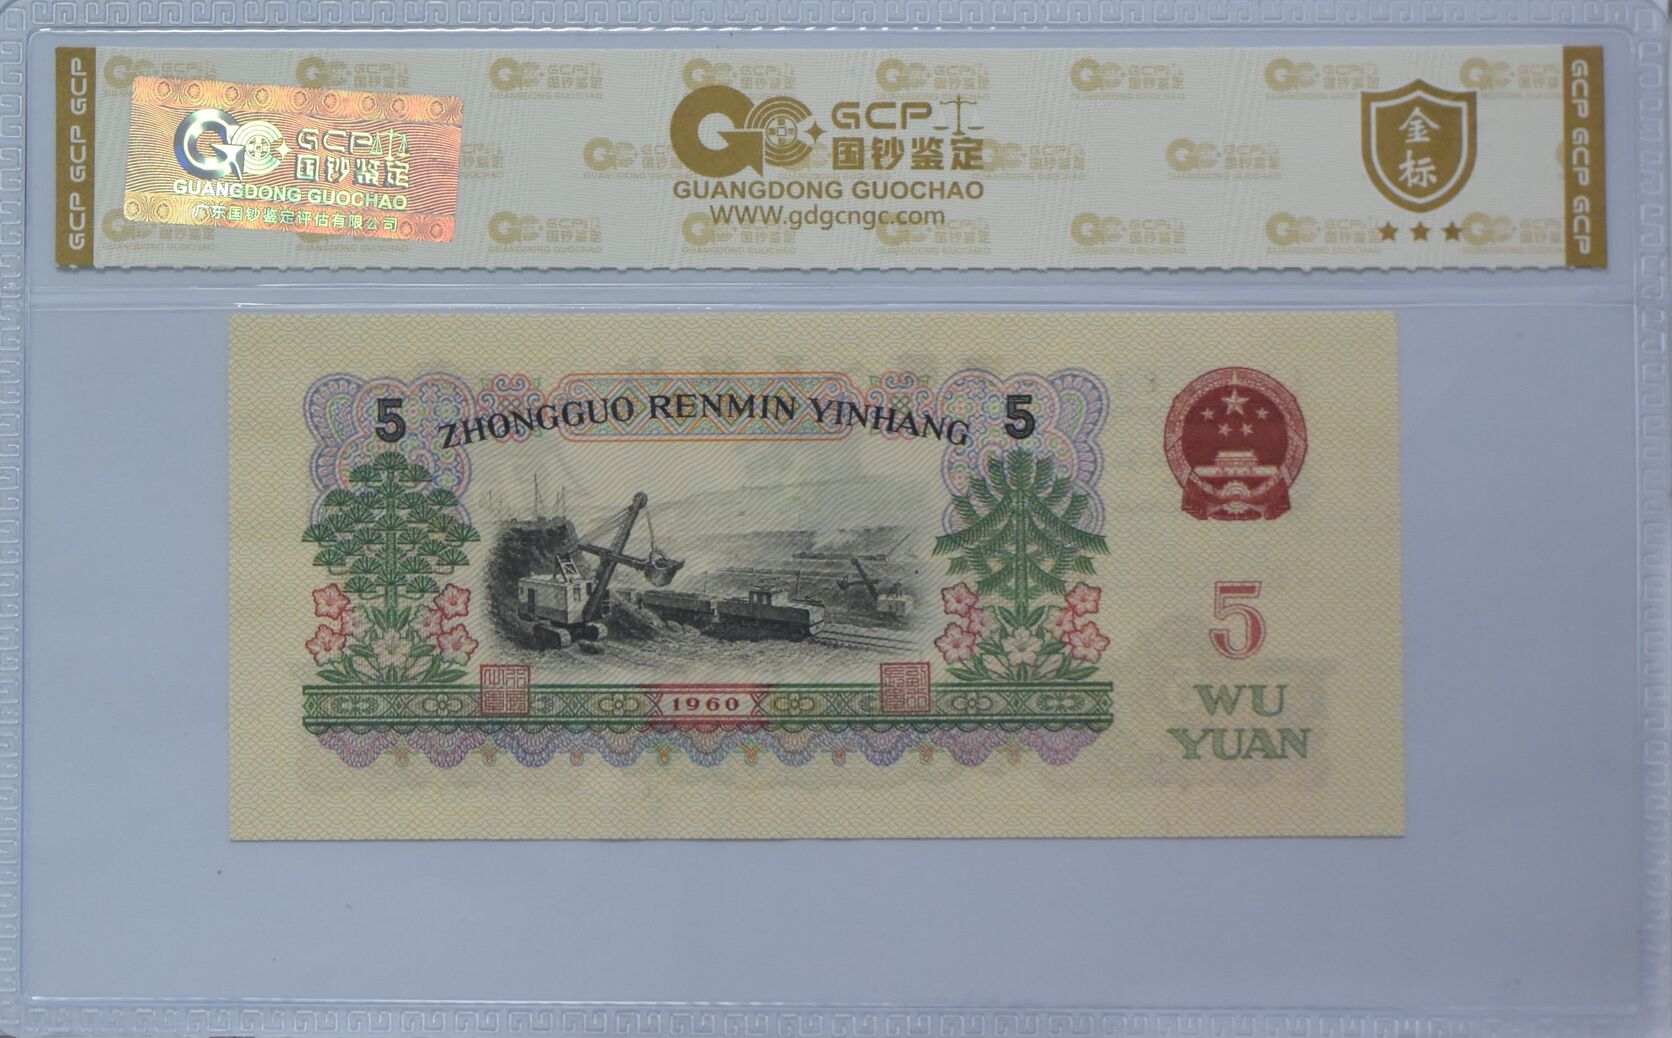 GCP GCP
GCP
国钞鉴定
GUANGDONG GUOCHAO
广东国钞鉴定评估有限公司
GCP
国钞鉴定
GUANGDONG GUOCHAO
WWW.gdgcngc.com
金标
GCP GCP GCP
5 ZHONGGUO RENMIN YINHANG 5
5
WU
YUAN
1960